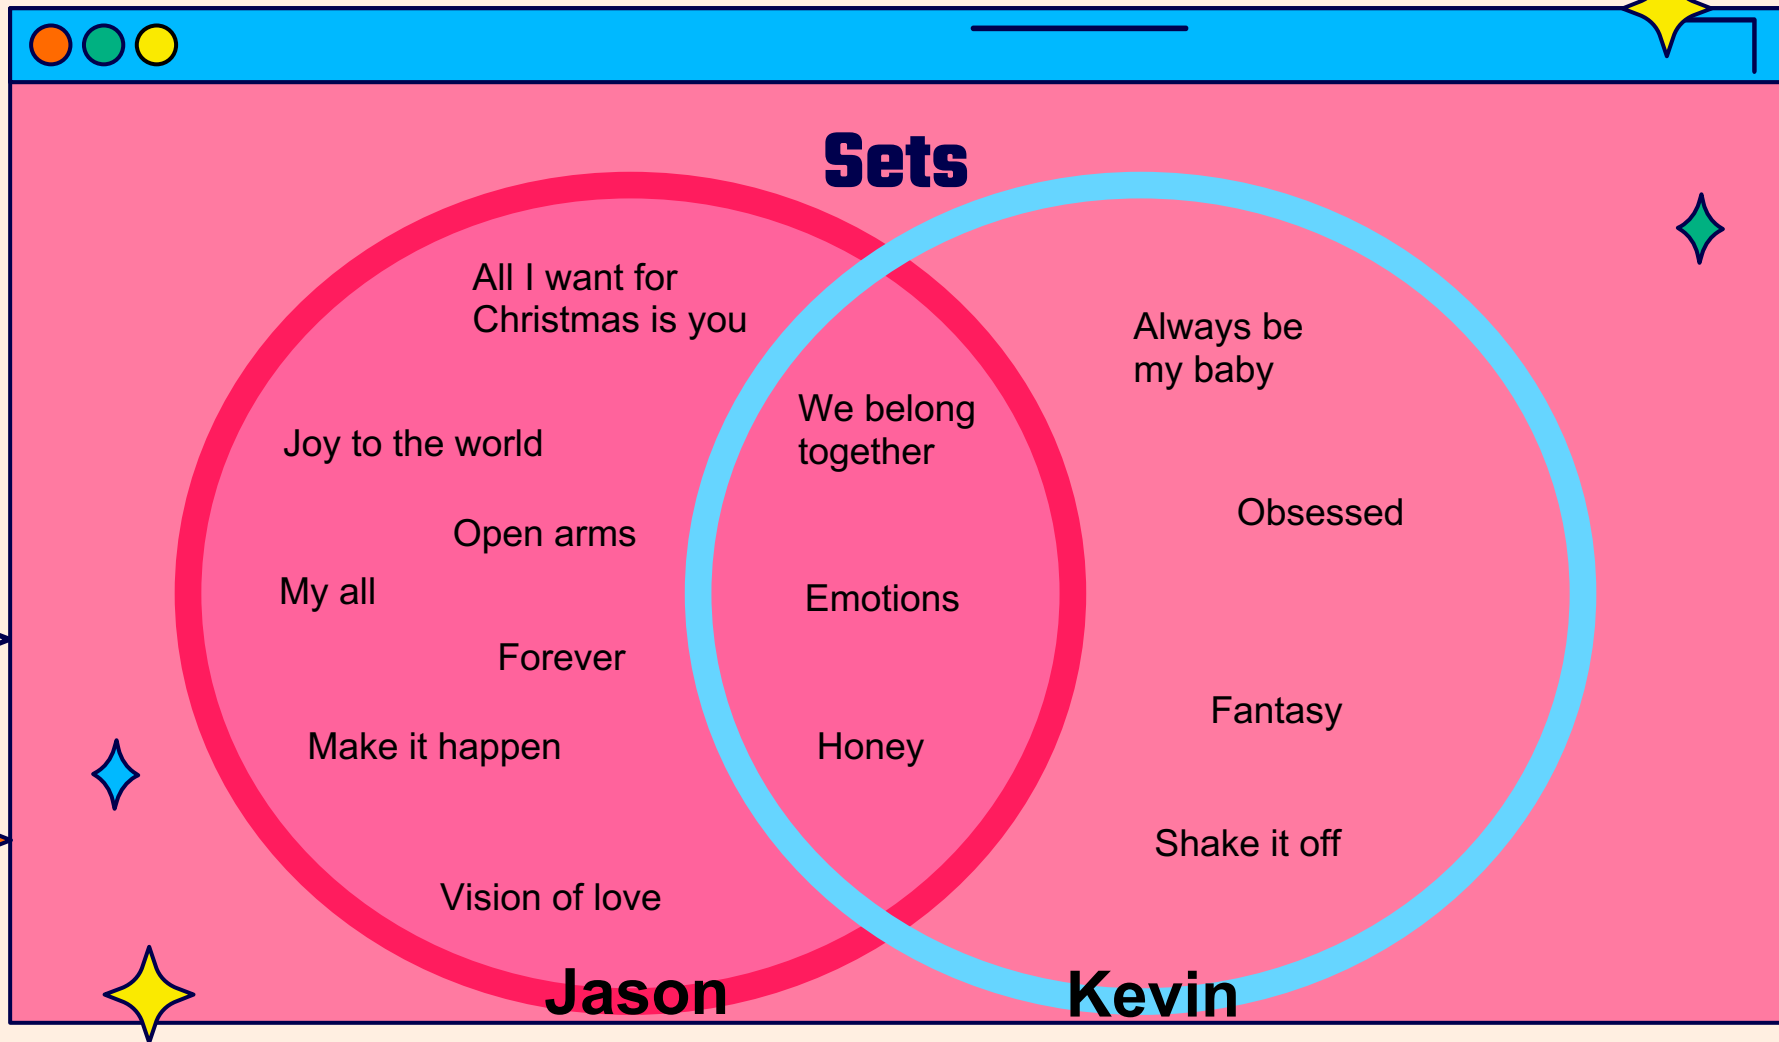 Sets
All I want for
Christmas is you
Joy to the world
Open arms
My all
Forever
Make it happen
Vision of love
We belong
together
Emotions
Honey
Always be
my baby
Obsessed
Fantasy
Shake it off
Jason
Kevin